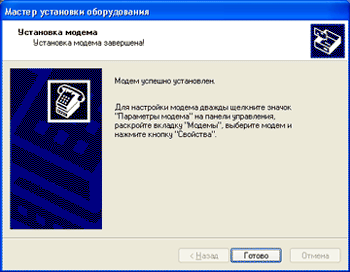 Мастер установки оборудования
Установка модема
Установка модема завершена!
Модем успешно установлен.
Для настройки модема дважды щелкните значок
"Параметры модема" на панели управления,
раскройте вкладку "Модемы", выберите модем и
нажмите кнопку "Свойства".
< Назад
Готово
Отмена